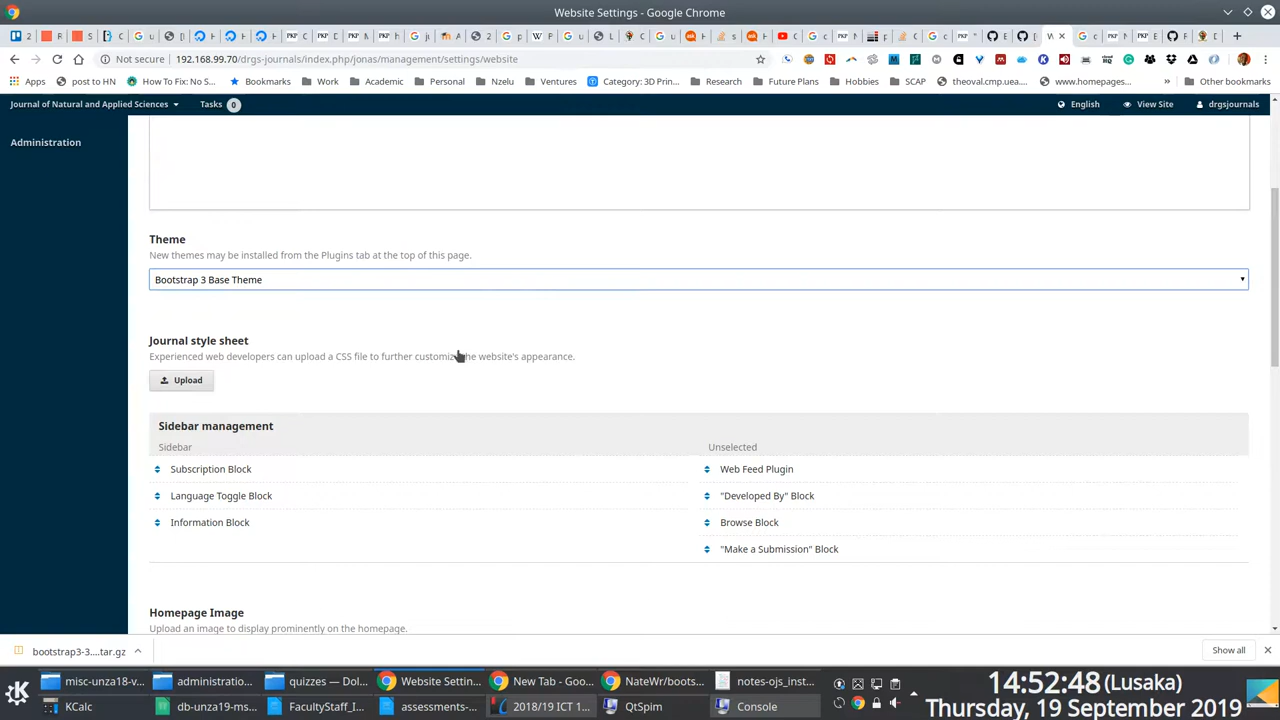 Website Settings - Google Chrome
Not secure
192.168.99.70/drgsjournals/index.php/jonas/management/settings/website
Apps
post to HN
How To Fix: No S...
Bookmarks
Work
Academic
Personal
Nzelu
Ventures
Category: 3D Prin...
Research
Future Plans
Hobbies
SCAP
theoval.cmp.uea....
www.homepages...
»
Other bookmarks
Journal of Natural and Applied Sciences
Tasks 0
English
View Site
drgsjournals
Administration
Theme
New themes may be installed from the Plugins tab at the top of this page.
Bootstrap 3 Base Theme
Journal style sheet
Experienced web developers can upload a CSS file to further customize the website's appearance.
Upload
Sidebar management
Sidebar
Unselected
Subscription Block
Web Feed Plugin
Language Toggle Block
"Developed By" Block
Information Block
Browse Block
"Make a Submission" Block
Homepage Image
Upload an image to display prominently on the homepage.
bootstrap3-3....tar.gz
Show all
misc-unza18-v...
administratio...
quizzes — Dol...
Website Setting...
New Tab - Goo...
NateWr/boots...
notes-ojs_inst...
KCalc
db-unza19-ms...
FacultyStaff_I...
assessments-...
2018/19 ICT 1...
QtSpim
Console
14:52:48 (Lusaka)
Thursday, 19 September 2019